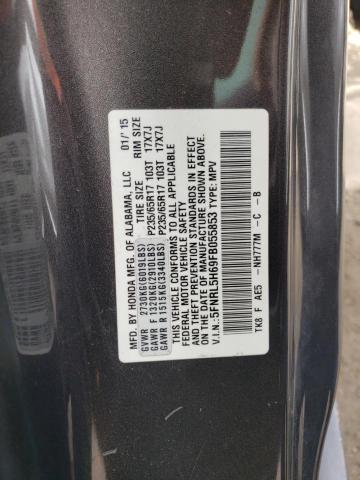 MFD. BY HONDA MFG. OF ALABAMA, LLC 01/'15
TIRE SIZE RIM SIZE
GVWR 2730KG(6019LBS)
GAWR F 1320KG(2910LBS) P235/65R17 103T 17X7J
GAWR R 1515KG(3340LBS) P235/65R17 103T 17X7J
THIS VEHICLE CONFORMS TO ALL APPLICABLE
FEDERAL MOTOR VEHICLE SAFETY
AND THEFT PREVENTION STANDARDS IN EFFECT
ON THE DATE OF MANUFACTURE SHOWN ABOVE.
V.I.N.:5FNRL5H69FB055853 TYPE:MPV
TK8 F AE5 -NH777M -C -B